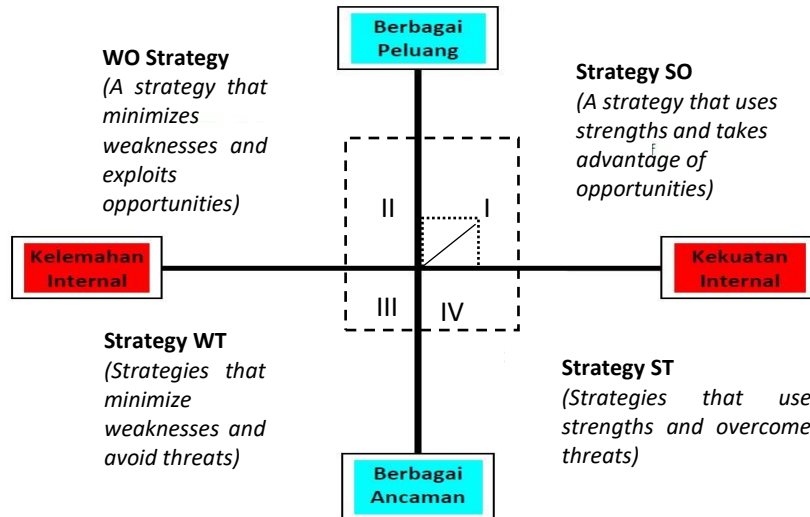 Berbagai
Peluang
WO Strategy
(A strategy that
minimizes
weaknesses and
exploits
opportunities)
Strategy SO
(A strategy that uses
strengths and takes
advantage of
opportunities)
II
I
Kelemahan
Internal
Kekuatan
Internal
III
IV
Strategy WT
(Strategies that
minimize
weaknesses and
avoid threats)
Strategy ST
(Strategies that use
strengths and overcome
threats)
Berbagai
Ancaman